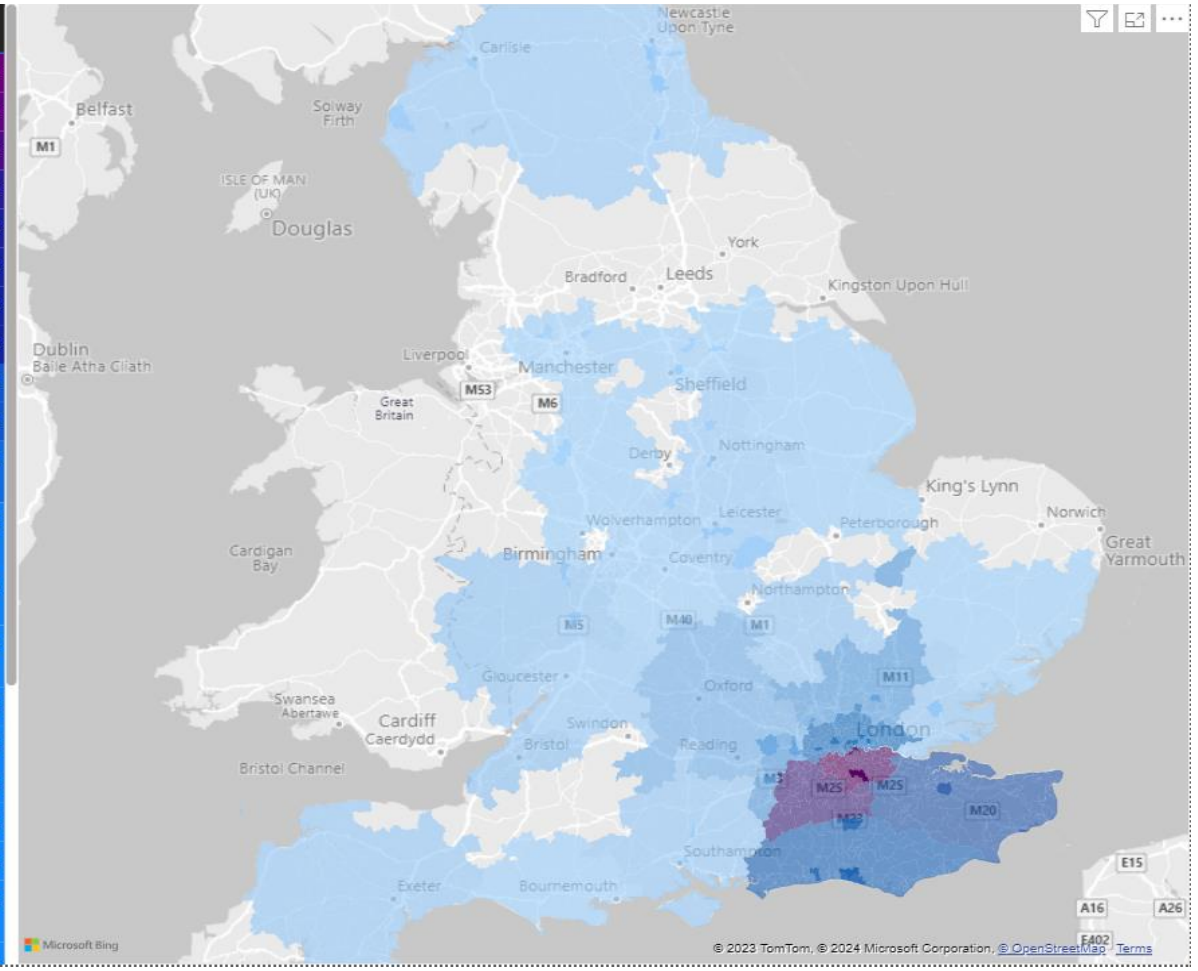 Newcastle
Upon Tyne
Carlisle
Solway
Firth
Belfast
M1
ISLE OF MAN
(UK)
Douglas
York
Bradford
Leeds
Kingston Upon Hull
Dublin
Baile Atha Cliath
Liverpool
Manchester
Sheffield
M53
M6
Great
Britain
Derby
Nottingham
King's Lynn
Wolverhampton
Leicester
Peterborough
Norwich
Cardigan
Bay
Birmingham
Coventry
Great
Yarmouth
Northampton
M5
M40
M1
Gloucester
Oxford
M11
Swansea
Abertawe
Cardiff
Caerdydd
Swindon
London
Bristol
Reading
Bristol Channel
M3
M25
M25
M20
M23
Southampton
E15
Exeter
Bournemouth
A16
A26
E402
Microsoft Bing
© 2023 TomTom, © 2024 Microsoft Corporation, © OpenStreetMap Terms